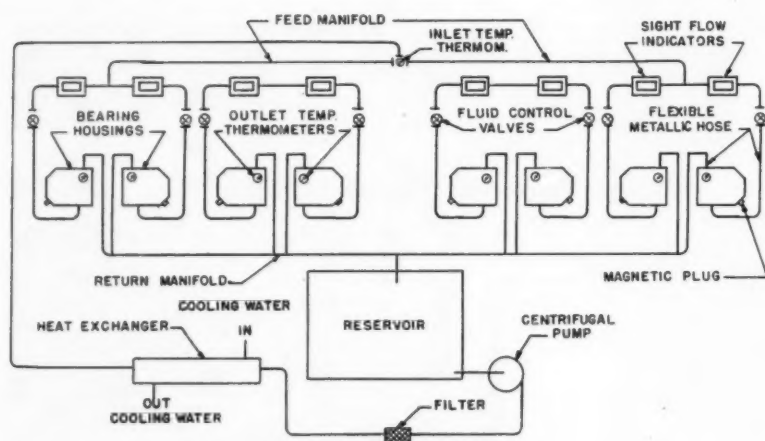 FEED MANIFOLD
INLET TEMP.
THERMOM.
SIGHT FLOW
INDICATORS
BEARING
HOUSINGS
OUTLET TEMP.
THERMOMETERS
FLUID CONTROL
VALVES
FLEXIBLE
METALLIC HOSE
RETURN MANIFOLD
MAGNETIC PLUG
COOLING WATER
HEAT EXCHANGER
IN
RESERVOIR
CENTRIFUGAL
PUMP
OUT
COOLING WATER
FILTER